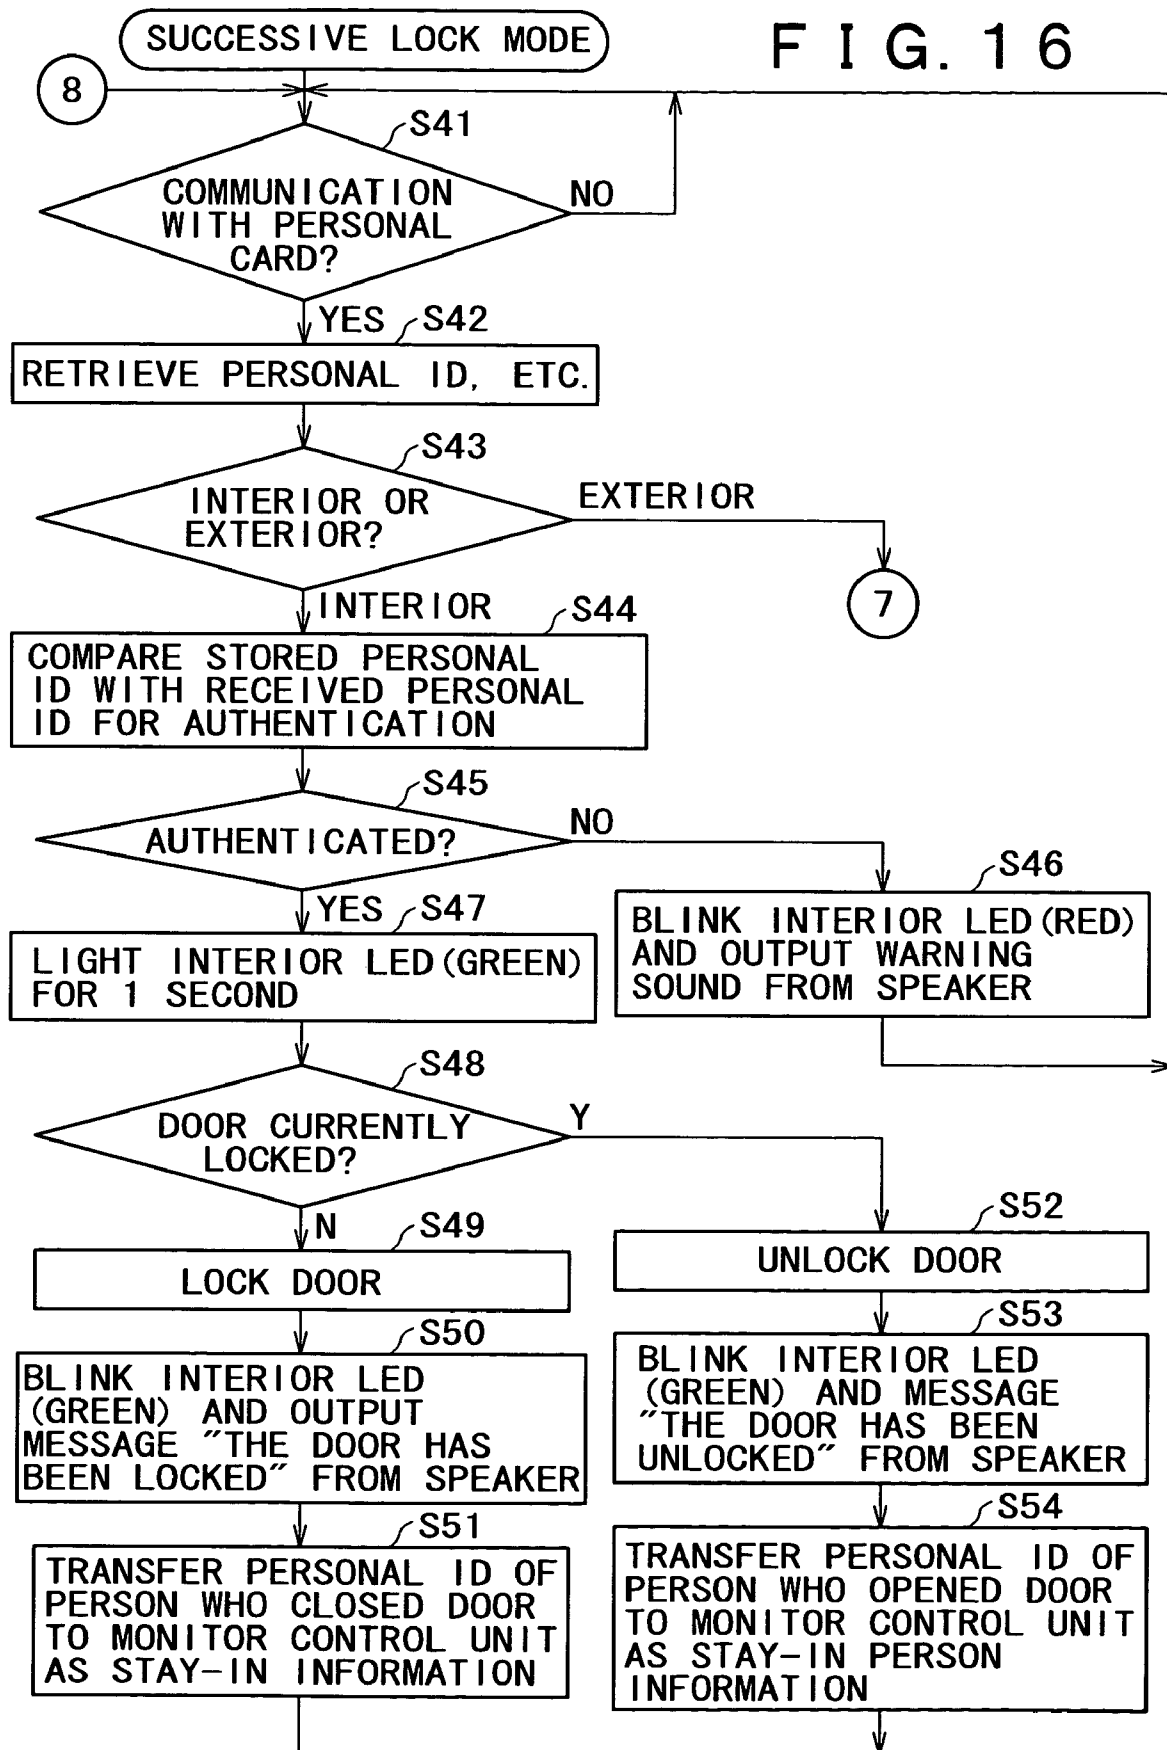 SUCCESSIVE LOCK MODE
FIG. 16
8
S41
COMMUNICATION
WITH PERSONAL
CARD?
NO
YES
S42
RETRIEVE PERSONAL ID, ETC.
S43
INTERIOR OR
EXTERIOR?
EXTERIOR
7
INTERIOR
S44
COMPARE STORED PERSONAL
ID WITH RECEIVED PERSONAL
ID FOR AUTHENTICATION
S45
AUTHENTICATED?
NO
S46
BLINK INTERIOR LED (RED)
AND OUTPUT WARNING
SOUND FROM SPEAKER
YES
S47
LIGHT INTERIOR LED (GREEN)
FOR 1 SECOND
S48
DOOR CURRENTLY
LOCKED?
Y
N
S49
LOCK DOOR
S50
BLINK INTERIOR LED
(GREEN) AND OUTPUT
MESSAGE "THE DOOR HAS
BEEN LOCKED" FROM SPEAKER
S51
TRANSFER PERSONAL ID OF
PERSON WHO CLOSED DOOR
TO MONITOR CONTROL UNIT
AS STAY-IN INFORMATION
S52
UNLOCK DOOR
S53
BLINK INTERIOR LED
(GREEN) AND MESSAGE
"THE DOOR HAS BEEN
UNLOCKED" FROM SPEAKER
S54
TRANSFER PERSONAL ID OF
PERSON WHO OPENED DOOR
TO MONITOR CONTROL UNIT
AS STAY-IN PERSON
INFORMATION